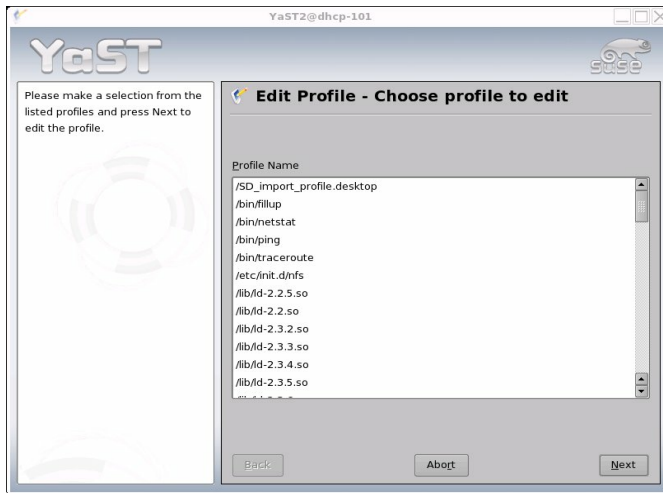 YaST2@dhcp-101
YaST
SUSE
Please make a selection from the
listed profiles and press Next to
edit the profile.
Edit Profile - Choose profile to edit
Profile Name
/SD_import_profile.desktop
/bin/fillup
/bin/netstat
/bin/ping
/bin/traceroute
/etc/init.d/nfs
/lib/ld-2.2.5.so
/lib/ld-2.2.so
/lib/ld-2.3.2.so
/lib/ld-2.3.3.so
/lib/ld-2.3.4.so
/lib/ld-2.3.5.so
Back
Abort
Next